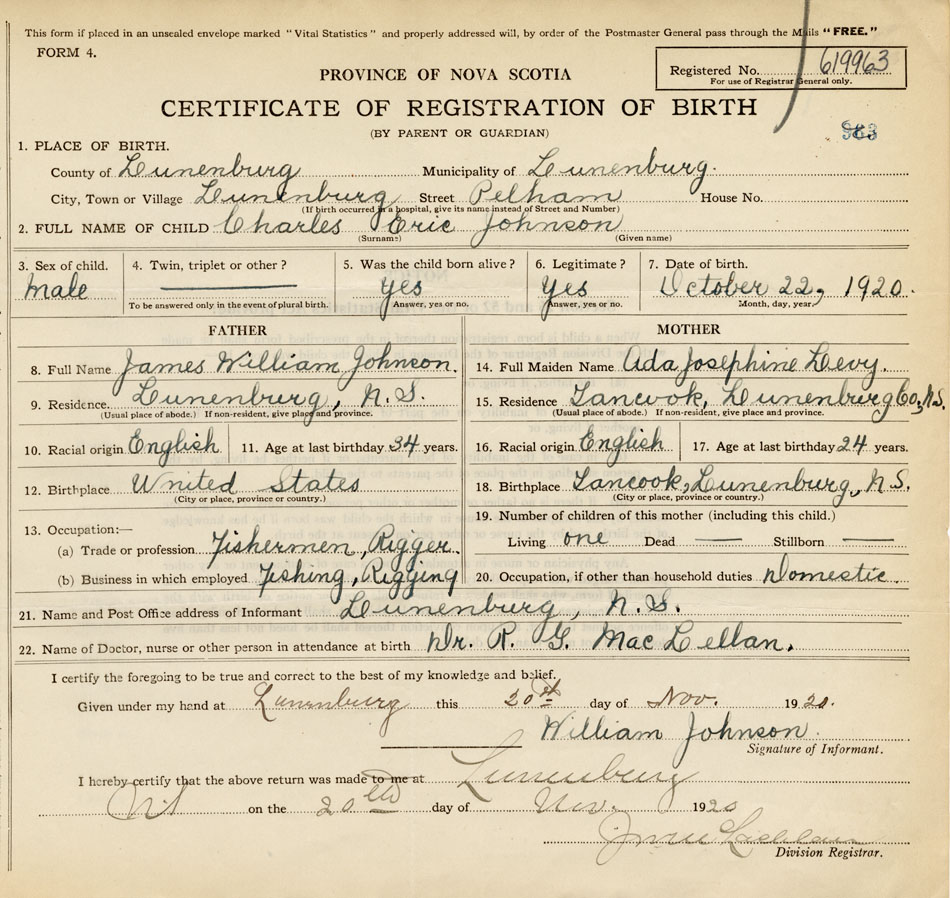 This form if placed in an unsealed envelope marked "Vital Statistics" and properly addressed will, by order of the Postmaster General pass through the Mails "FREE."
FORM 4.
Registered No. 619963
For use of Registrar General only.
PROVINCE OF NOVA SCOTIA
CERTIFICATE OF REGISTRATION OF BIRTH
(BY PARENT OR GUARDIAN)
983
1. PLACE OF BIRTH.
County of Lunenburg Municipality of Lunenburg.
City, Town or Village Lunenburg Street Pelham House No.
(If birth occurred in a hospital, give its name instead of Street and Number)
2. FULL NAME OF CHILD Charles Eric Johnson
(Surname) (Given name)
3. Sex of child. 4. Twin, triplet or other? 5. Was the child born alive? 6. Legitimate? 7. Date of birth.
Male yes Yes October 22, 1920.
To be answered only in the event of plural birth. Answer, yes or no. Answer, yes or no. Month, day, year.
FATHER
8. Full Name James William Johnson.
9. Residence. Lunenburg, N.S.
(Usual place of abode.) If non-resident, give place and province.
10. Racial origin English 11. Age at last birthday 34 years.
12. Birthplace United States
(City or place, province or country.)
13. Occupation:—
(a) Trade or profession Fishermen, Rigger.
(b) Business in which employed Fishing, Rigging
MOTHER
14. Full Maiden Name Ada Josephine Levy.
15. Residence Tancook, Lunenburg Co, N.S.
(Usual place of abode.) If non-resident, give place and province.
16. Racial origin English 17. Age at last birthday 24 years.
18. Birthplace Tancook, Lunenburg, N.S.
(City or place, province or country.)
19. Number of children of this mother (including this child.)
Living one Dead — Stillborn —
20. Occupation, if other than household duties Domestic
21. Name and Post Office address of Informant Lunenburg, N.S.
22. Name of Doctor, nurse or other person in attendance at birth Dr. R. G. MacLellan.
I certify the foregoing to be true and correct to the best of my knowledge and belief.
Given under my hand at Lunenburg this 20th day of Nov. 1920.
William Johnson.
Signature of Informant.
I hereby certify that the above return was made to me at Lunenburg
NS on the 20th day of Nov. 1920
Division Registrar.